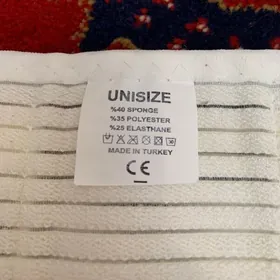 UNISIZE
%40 SPONGE
%35 POLYESTER
%25 ELASTHANE
MADE IN TURKEY
CE